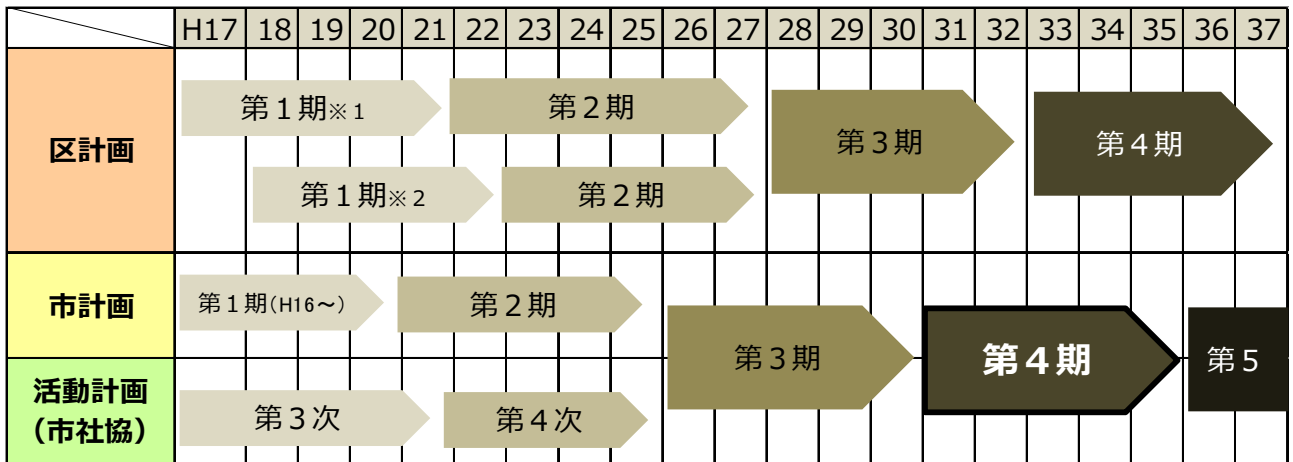 H17 18 19 20 21 22 23 24 25 26 27 28 29 30 31 32 33 34 35 36 37
区計画
第1期※1 第2期
第3期 第4期
第1期※2 第2期
市計画
第1期(H16~) 第2期
第3期 第4期 第5
活動計画
(市社協)
第3次 第4次